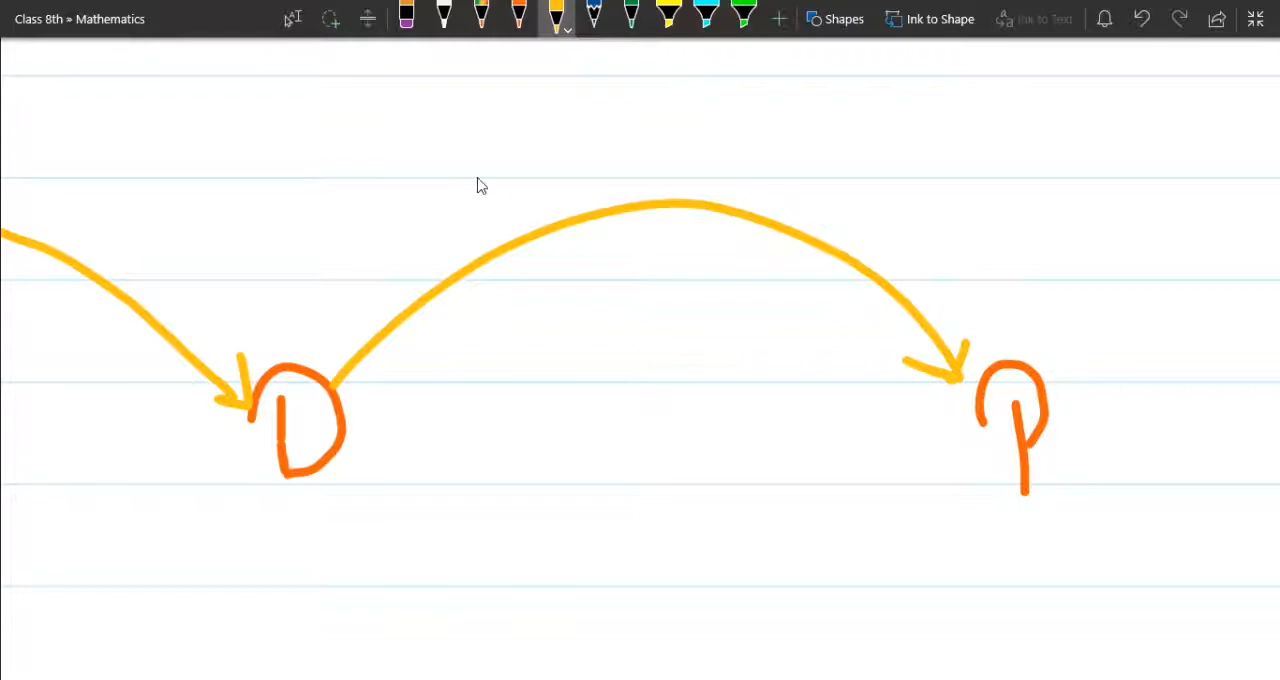 Class 8th » Mathematics
Shapes
Ink to Shape
Ink to Text
D P